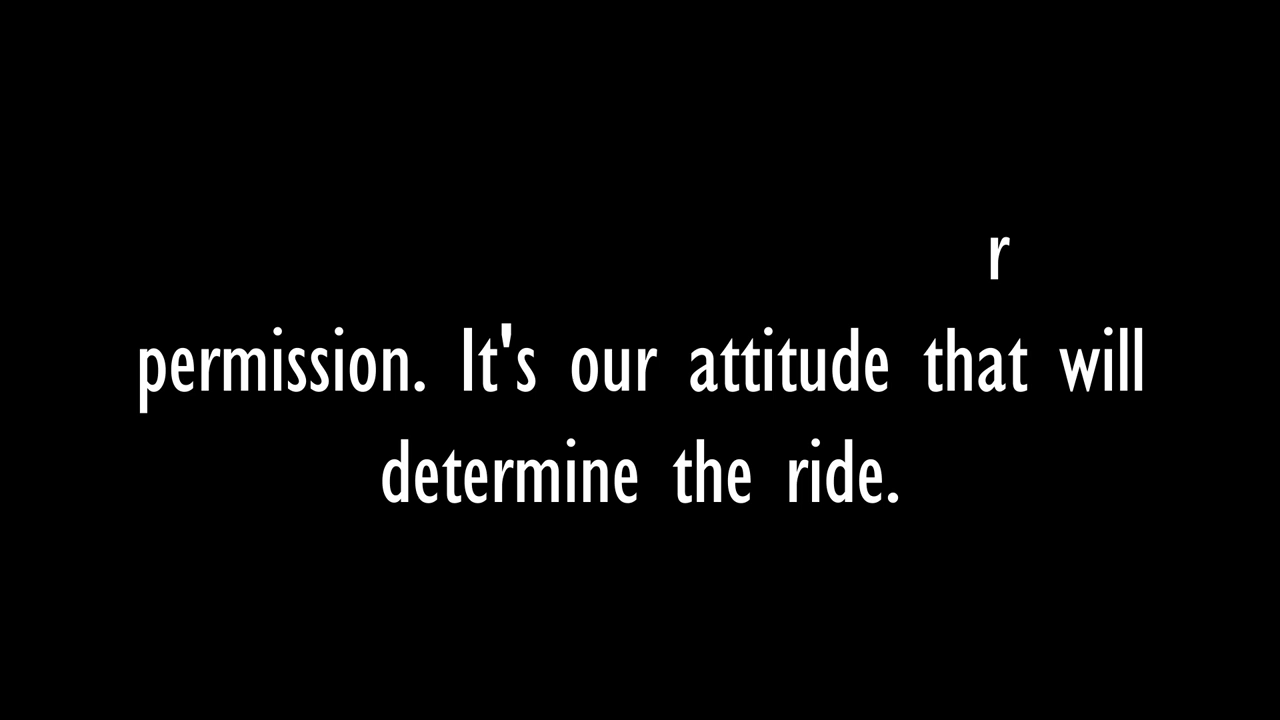 r
permission. It's our attitude that will
determine the ride.